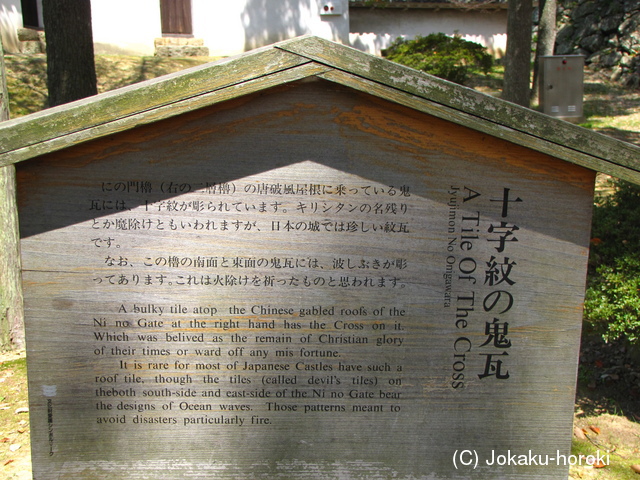 十字紋の鬼瓦
A Tile Of The Cross
Jyujimon No Onigawara
にの門櫓（右の二層櫓）の唐破風屋根に乗っている鬼
瓦には、十字紋が彫られています。キリシタンの名残り
とか魔除けともいわれますが、日本の城では珍しい紋瓦
です。
なお、この櫓の南面と東面の鬼瓦には、波しぶきが彫
ってあります。これは火除けを祈ったものと思われます。
A bulky tile atop the Chinese gabled roofs of the
Ni no Gate at the right hand has the Cross on it.
Which was belived as the remain of Christian glory
of their times or ward off any mis fortune.
It is rare for most of Japanese Castles have such a
roof tile, though the tiles (called devil's tiles) on
theboth south-side and east-side of the Ni no Gate bear
the designs of Ocean waves. Those patterns meant to
avoid disasters particularly fire.
(C) Jokaku-horoki